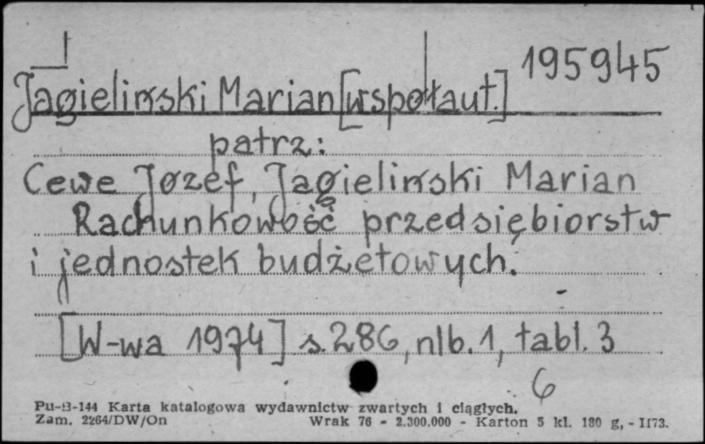 195945
Jagieliński Marian [współaut.]
patrz:
Cewe Józef, Jagieliński Marian
Rachunkowość przedsiębiorstw
i jednostek budżetowych.
[W-wa 1974] s. 286, nlb. 1, tabl. 3
6
Pu-B-144 Karta katalogowa wydawnictw zwartych i ciągłych.
Zam. 2264/DW/On Wrak 76 - 2.300.000 - Karton 5 kl. 180 g, - II73.